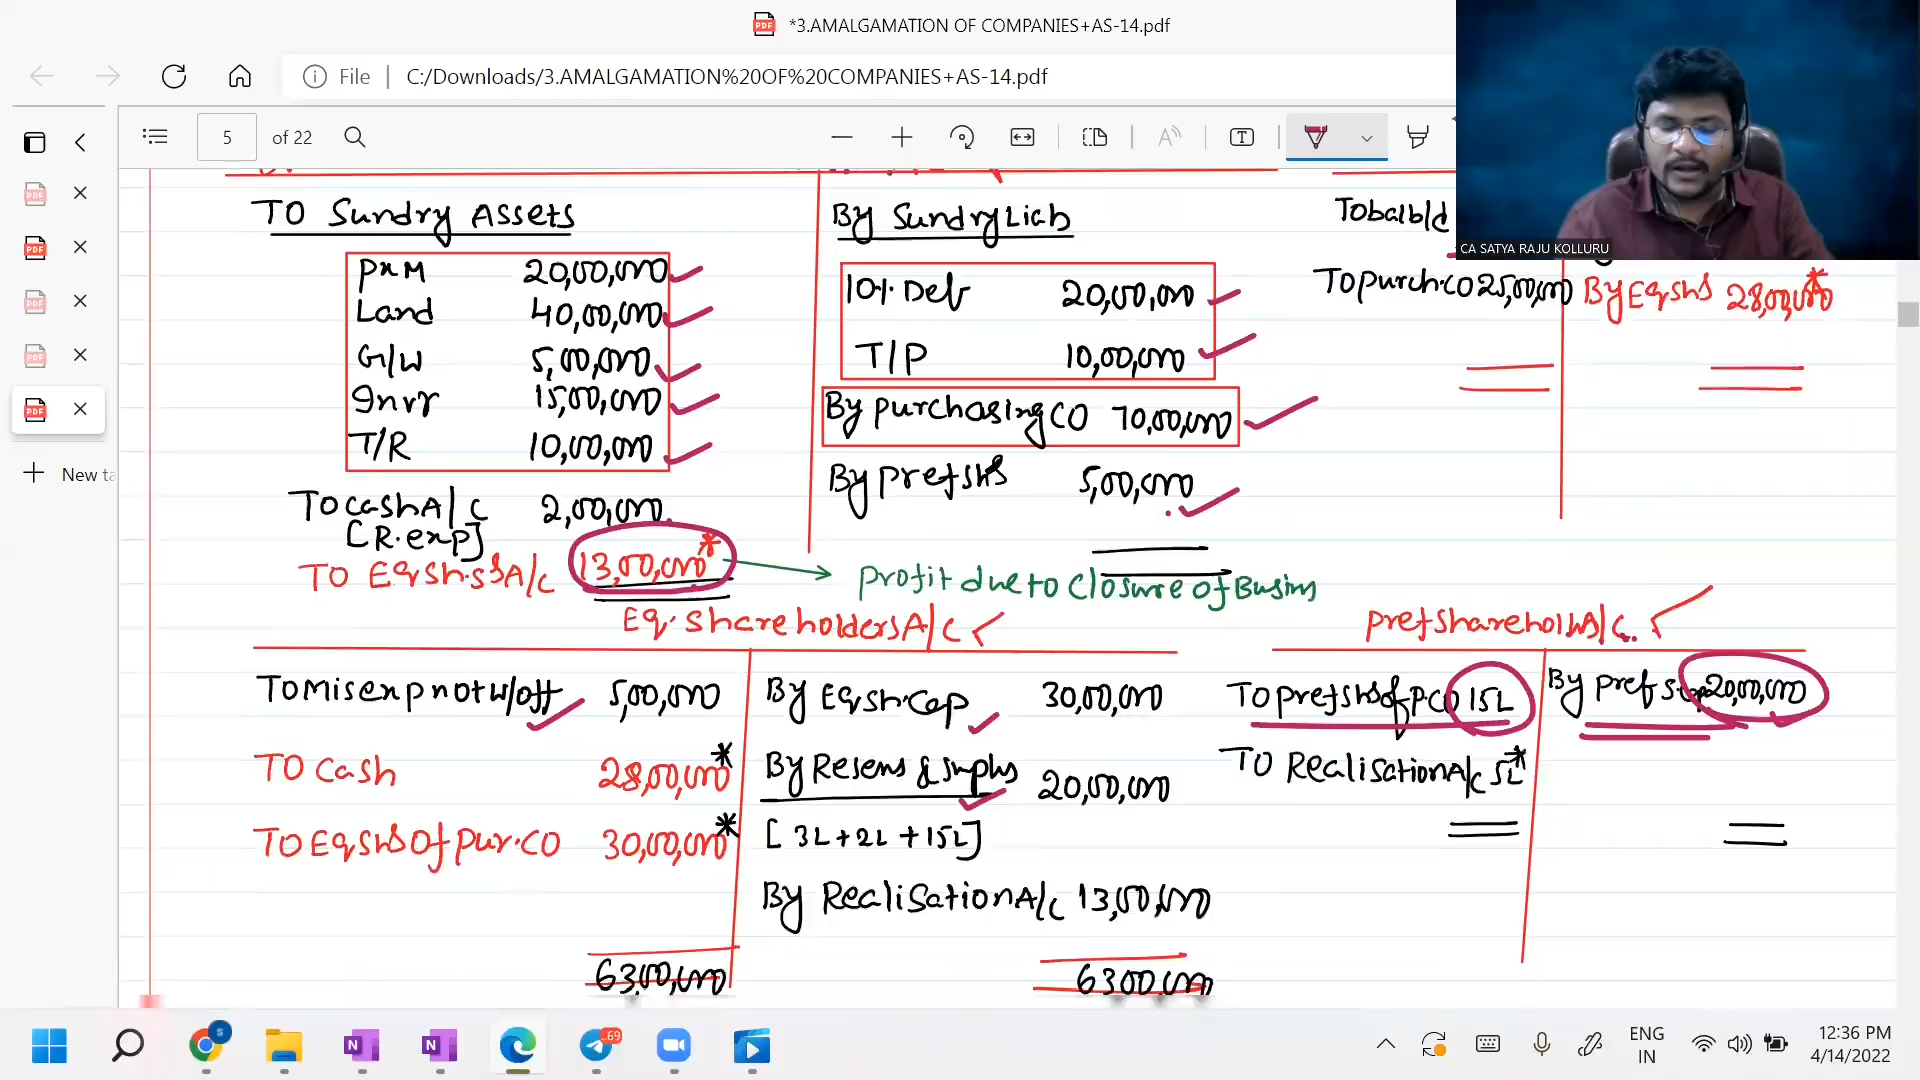 *3.AMALGAMATION OF COMPANIES+AS-14.pdf
File C:/Downloads/3.AMALGAMATION%20OF%20COMPANIES+AS-14.pdf
5 of 22
CA SATYA RAJU KOLLURU
New ta
TO Sundry Assets
P&M 20,00,000
Land 40,00,000
G/W 5,00,000
Invr 15,00,000
T/R 10,00,000
TO cash A/c 2,00,000
[R.exp]
TO Eq.Sh.s's A/c 13,00,000*
Profit due to closure of Busins
By Sundry Liab
10%. Deb 20,00,000
T/P 10,00,000
By purchasing CO 70,00,000
By Pref shs 5,00,000
To bal b/d
To purch.CO 25,00,000
By Eq shs 28,00,000*
Eq. Shareholders A/c
To Mis exp not w/off 5,00,000
TO cash 28,00,000*
TO Eq shs Of Pur.CO 30,00,000*
63,00,000
By Eq sh.cap 30,00,000
By Resers & Surplus 20,00,000
[3L+2L+15L]
By Realisation A/c 13,00,000
63,00,000
To pref shs of P.CO 15L
To Realisation A/c 5L*
By pref 20,00,000
12:36 PM
4/14/2022
ENG
IN
69